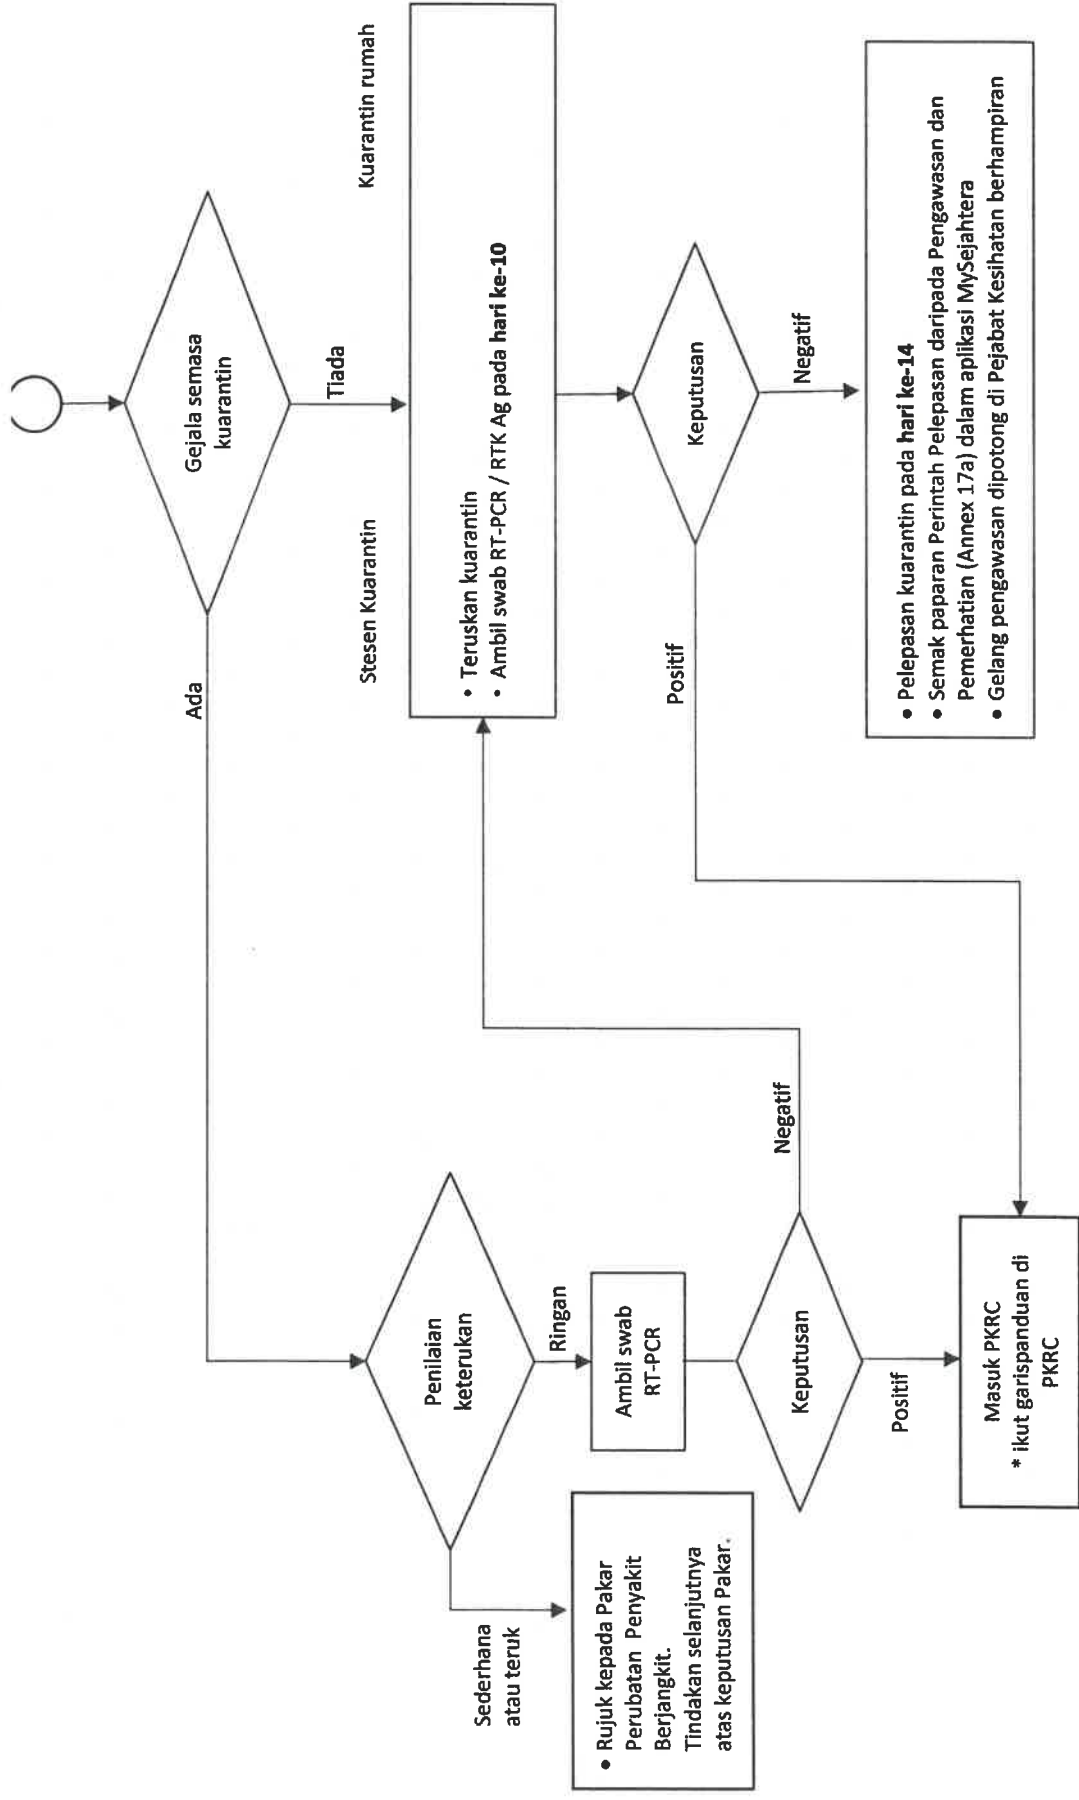 Gejala semasa
kuarantin
Ada
Tiada
Penilaian
keterukan
Sederhana
atau teruk
Ringan
• Rujuk kepada Pakar
Perubatan Penyakit
Berjangkit.
Tindakan selanjutnya
atas keputusan Pakar.
Ambil swab
RT-PCR
Keputusan
Negatif
Positif
Masuk PKRC
* ikut garispanduan di
PKRC
Stesen Kuarantin
Kuarantin rumah
• Teruskan kuarantin
• Ambil swab RT-PCR / RTK Ag pada hari ke-10
Keputusan
Positif
Negatif
• Pelepasan kuarantin pada hari ke-14
• Semak paparan Perintah Pelepasan daripada Pengawasan dan
Pemerhatian (Annex 17a) dalam aplikasi MySejahtera
• Gelang pengawasan dipotong di Pejabat Kesihatan berhampiran